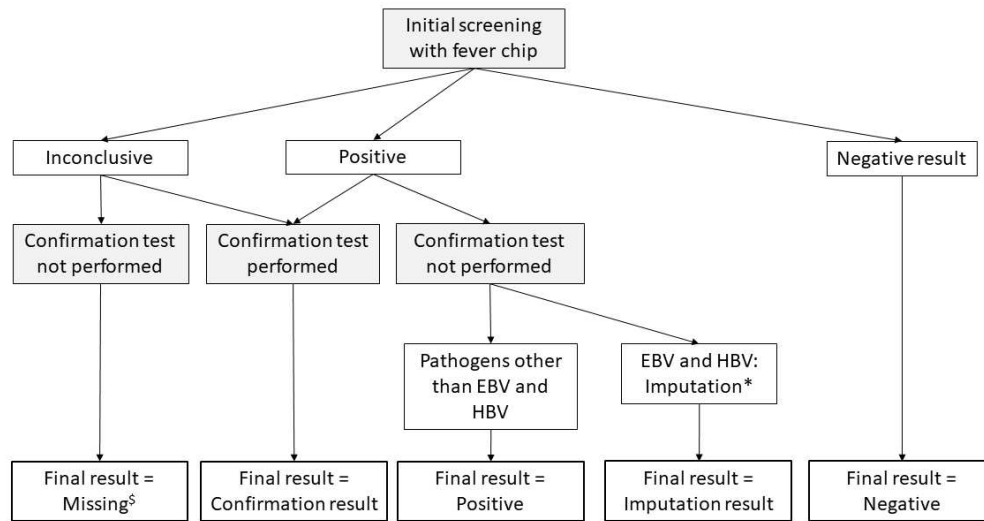 Initial screening
with fever chip
Inconclusive
Positive
Negative result
Confirmation test
not performed
Confirmation test
performed
Confirmation test
not performed
Pathogens other
than EBV and
HBV
EBV and HBV:
Imputation*
Final result =
Missing$
Final result =
Confirmation result
Final result =
Positive
Final result =
Imputation result
Final result =
Negative